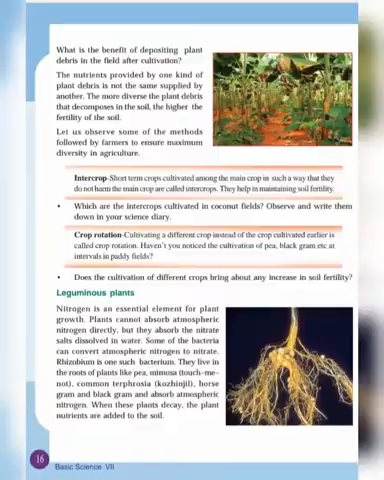 What is the benefit of depositing plant
debris in the field after cultivation?
The nutrients provided by one kind of
plant debris is not the same supplied by
another. The more diverse the plant debris
that decomposes in the soil, the higher the
fertility of the soil.
Let us observe some of the methods
followed by farmers to ensure maximum
diversity in agriculture.
Intercrop-Short term crops cultivated among the main crop in such a way that they
do not harm the main crop are called intercrops. They help in maintaining soil fertility.
• Which are the intercrops cultivated in coconut fields? Observe and write them
down in your science diary.
Crop rotation-Cultivating a different crop instead of the crop cultivated earlier is
called crop rotation. Haven't you noticed the cultivation of pea, black gram etc at
intervals in paddy fields?
• Does the cultivation of different crops bring about any increase in soil fertility?
Leguminous plants
Nitrogen is an essential element for plant
growth. Plants cannot absorb atmospheric
nitrogen directly, but they absorb the nitrate
salts dissolved in water. Some of the bacteria
can convert atmospheric nitrogen to nitrate.
Rhizobium is one such bacterium. They live in
the roots of plants like pea, mimosa (touch-me-
not), common terphrosia (kozhinjil), horse
gram and black gram and absorb atmospheric
nitrogen. When these plants decay, the plant
nutrients are added to the soil.
16
Basic Science VII